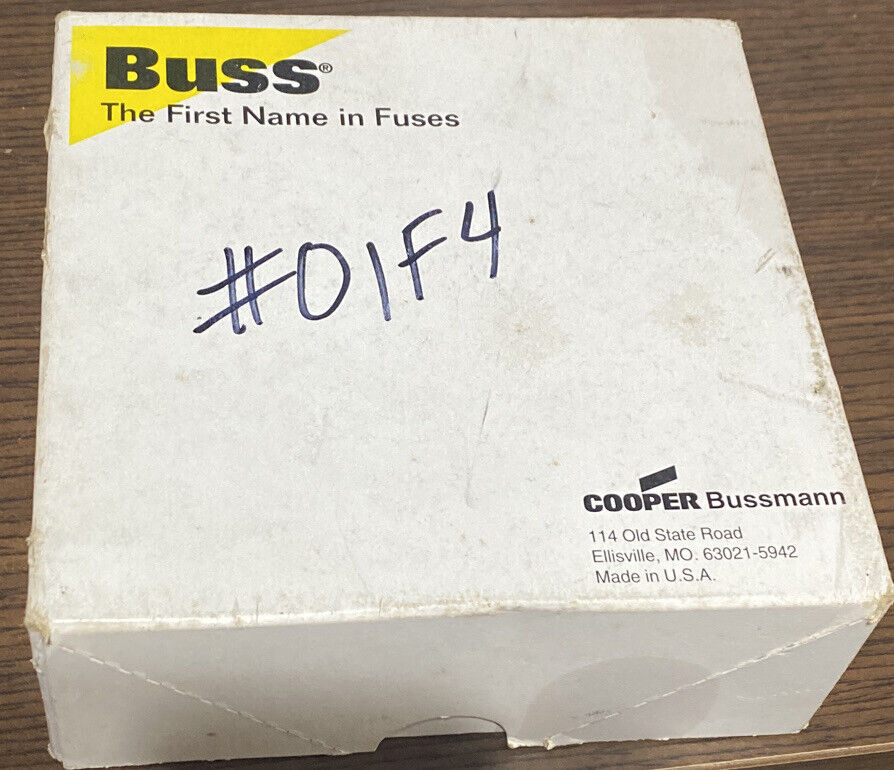 Buss®
The First Name in Fuses
#01F4
COOPER Bussmann
114 Old State Road
Ellisville, MO. 63021-5942
Made in U.S.A.